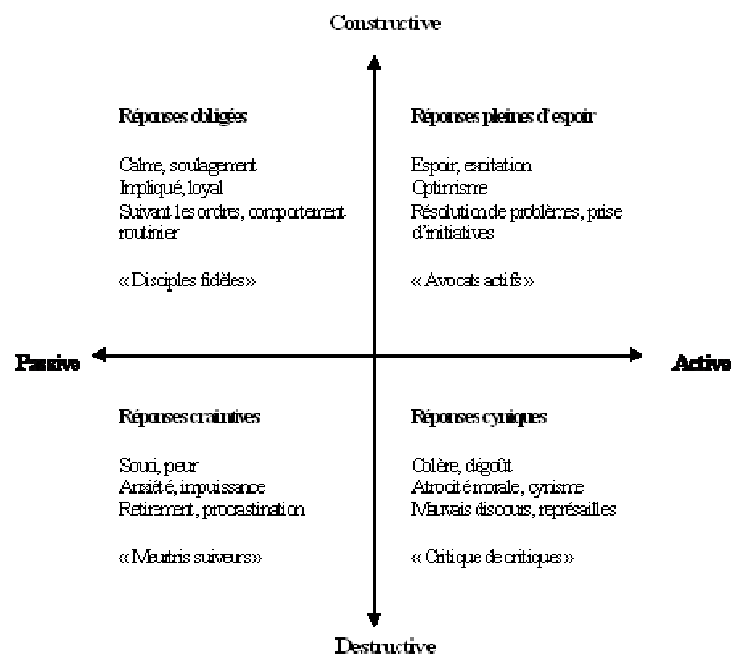 Constructive
Réponses obligées
Calme, soulagement
Impliqué, loyal
Suivant les ordres, comportement
routinier
« Disciples fidèles »
Réponses pleines d'espoir
Espoir, excitation
Optimisme
Résolution de problèmes, prise
d'initiatives
« Avocats actifs »
Passive
Active
Réponses craintives
Souci, peur
Anxiété, impuissance
Retirement, procrastination
« Meurtris suiveurs »
Réponses cyniques
Colère, dégoût
Atrocité morale, cynisme
Mauvais discours, représailles
« Critique de critiques »
Destructive